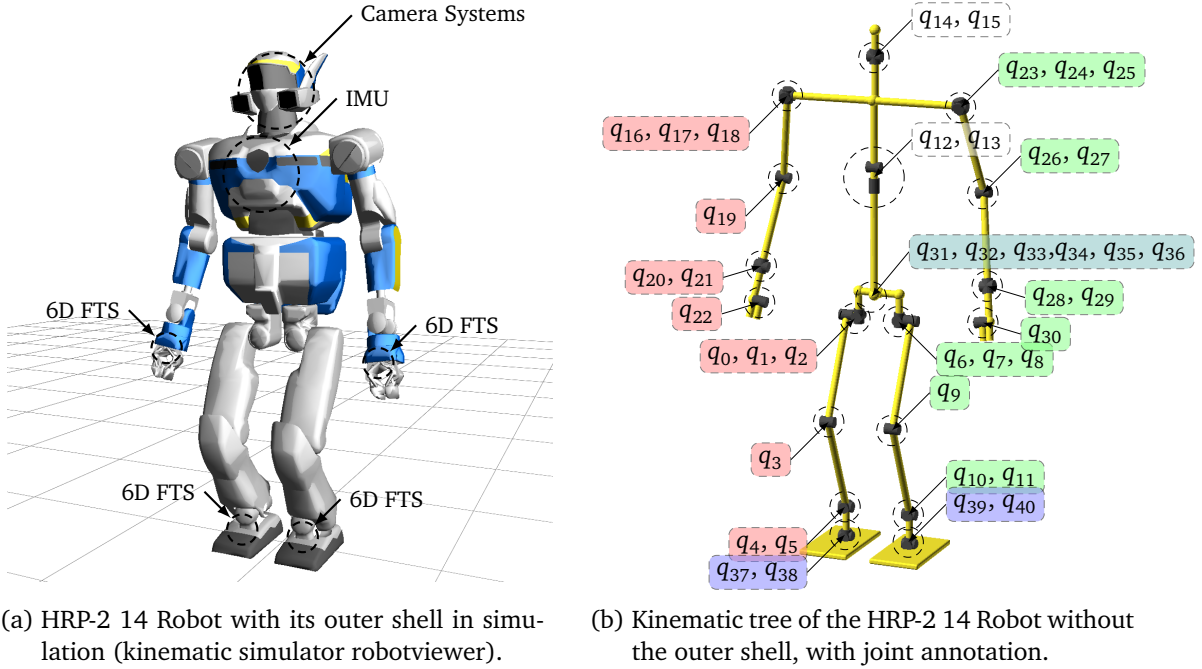 Camera Systems
IMU
6D FTS
6D FTS
6D FTS
6D FTS
(a) HRP-2 14 Robot with its outer shell in simu-
lation (kinematic simulator robotviewer).
q14, q15
q23, q24, q25
q16, q17, q18
q12, q13
q26, q27
q19
q31, q32, q33,q34, q35, q36
q20, q21
q28, q29
q22
q30
q0, q1, q2
q6, q7, q8
q9
q3
q10, q11
q39, q40
q4, q5
q37, q38
(b) Kinematic tree of the HRP-2 14 Robot without
the outer shell, with joint annotation.